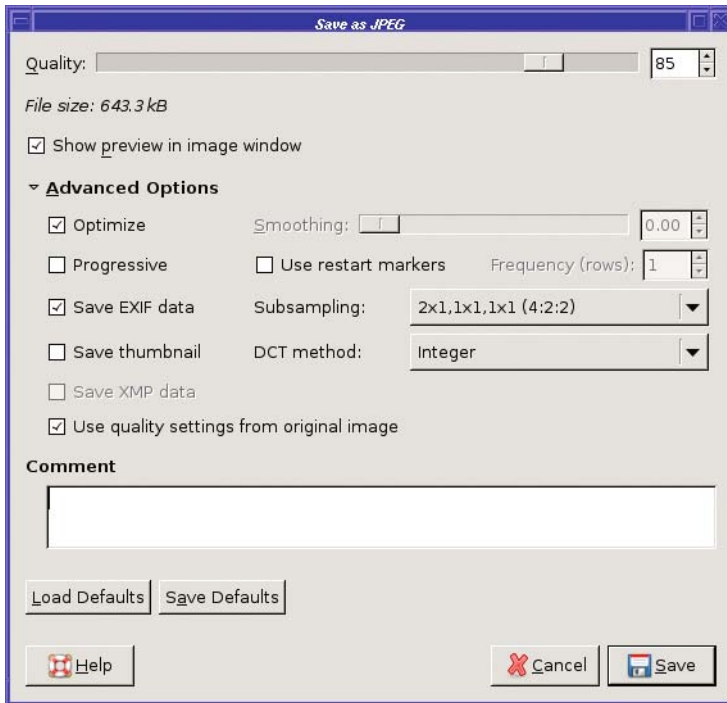 Save as JPEG
Quality: 85
File size: 643.3 kB
Show preview in image window
Advanced Options
Optimize Smoothing: 0.00
Progressive Use restart markers Frequency (rows): 1
Save EXIF data Subsampling: 2x1,1x1,1x1 (4:2:2)
Save thumbnail DCT method: Integer
Save XMP data
Use quality settings from original image
Comment
Load Defaults Save Defaults
Help Cancel Save